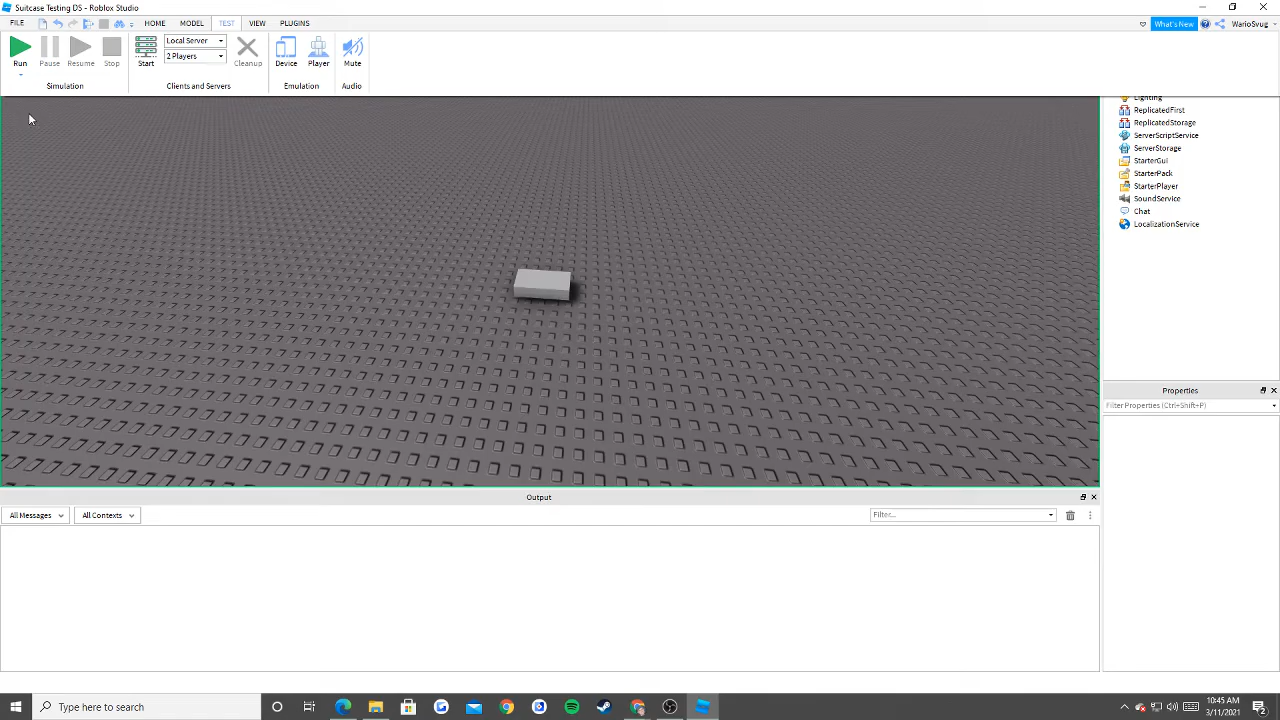 Suitcase Testing DS - Roblox Studio
FILE HOME MODEL TEST VIEW PLUGINS What's New WarioSvug
Run Pause Resume Stop Start Local Server 2 Players Cleanup Device Player Mute
Simulation Clients and Servers Emulation Audio
Lighting
ReplicatedFirst
ReplicatedStorage
ServerScriptService
ServerStorage
StarterGui
StarterPack
StarterPlayer
SoundService
Chat
LocalizationService
Properties
Filter Properties (Ctrl+Shift+P)
Output
All Messages All Contexts Filter...
Type here to search
10:45 AM
3/11/2021
2